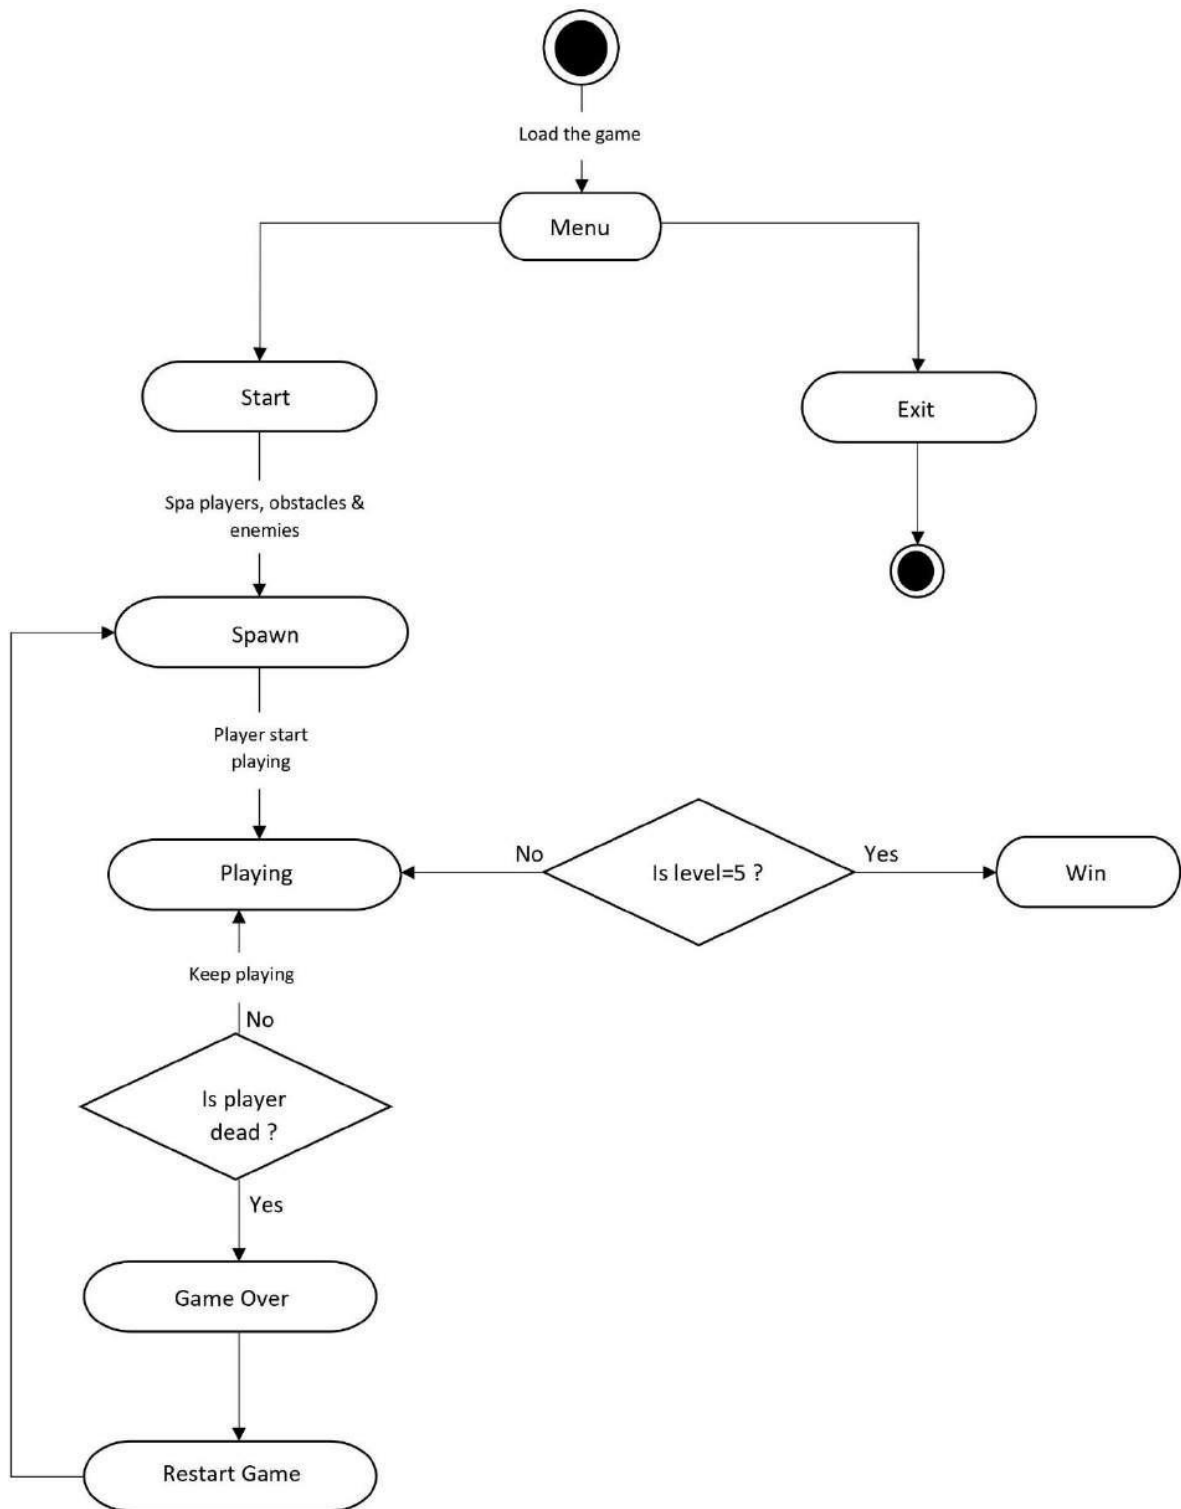 Load the game
Menu
Start
Exit
Spa players, obstacles &
enemies
Spawn
Player start
playing
Playing
No
Is level=5 ?
Yes
Win
Keep playing
No
Is player
dead ?
Yes
Game Over
Restart Game